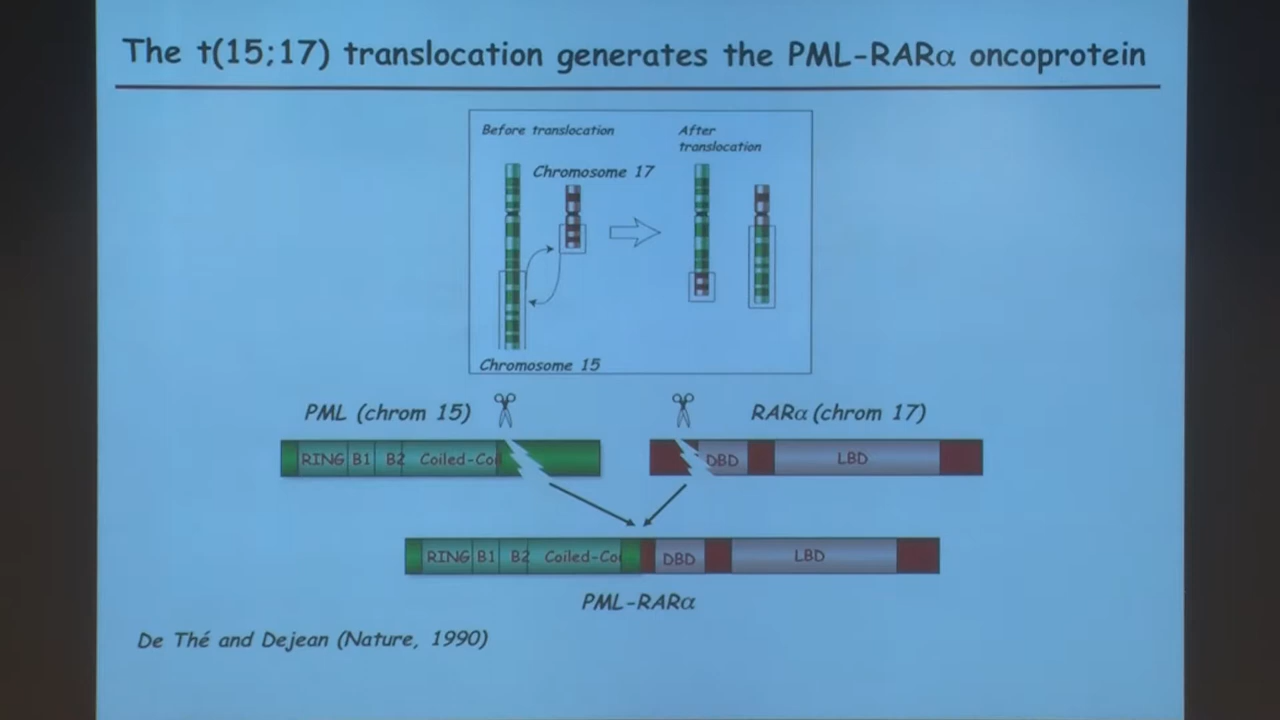 The t(15;17) translocation generates the PML-RARα oncoprotein
Before translocation
After
translocation
Chromosome 17
Chromosome 15
PML (chrom 15)
RARα (chrom 17)
RING B1 B2 Coiled-Coil
DBD LBD
RING B1 B2 Coiled-Coi
DBD LBD
PML-RARα
De Thé and Dejean (Nature, 1990)